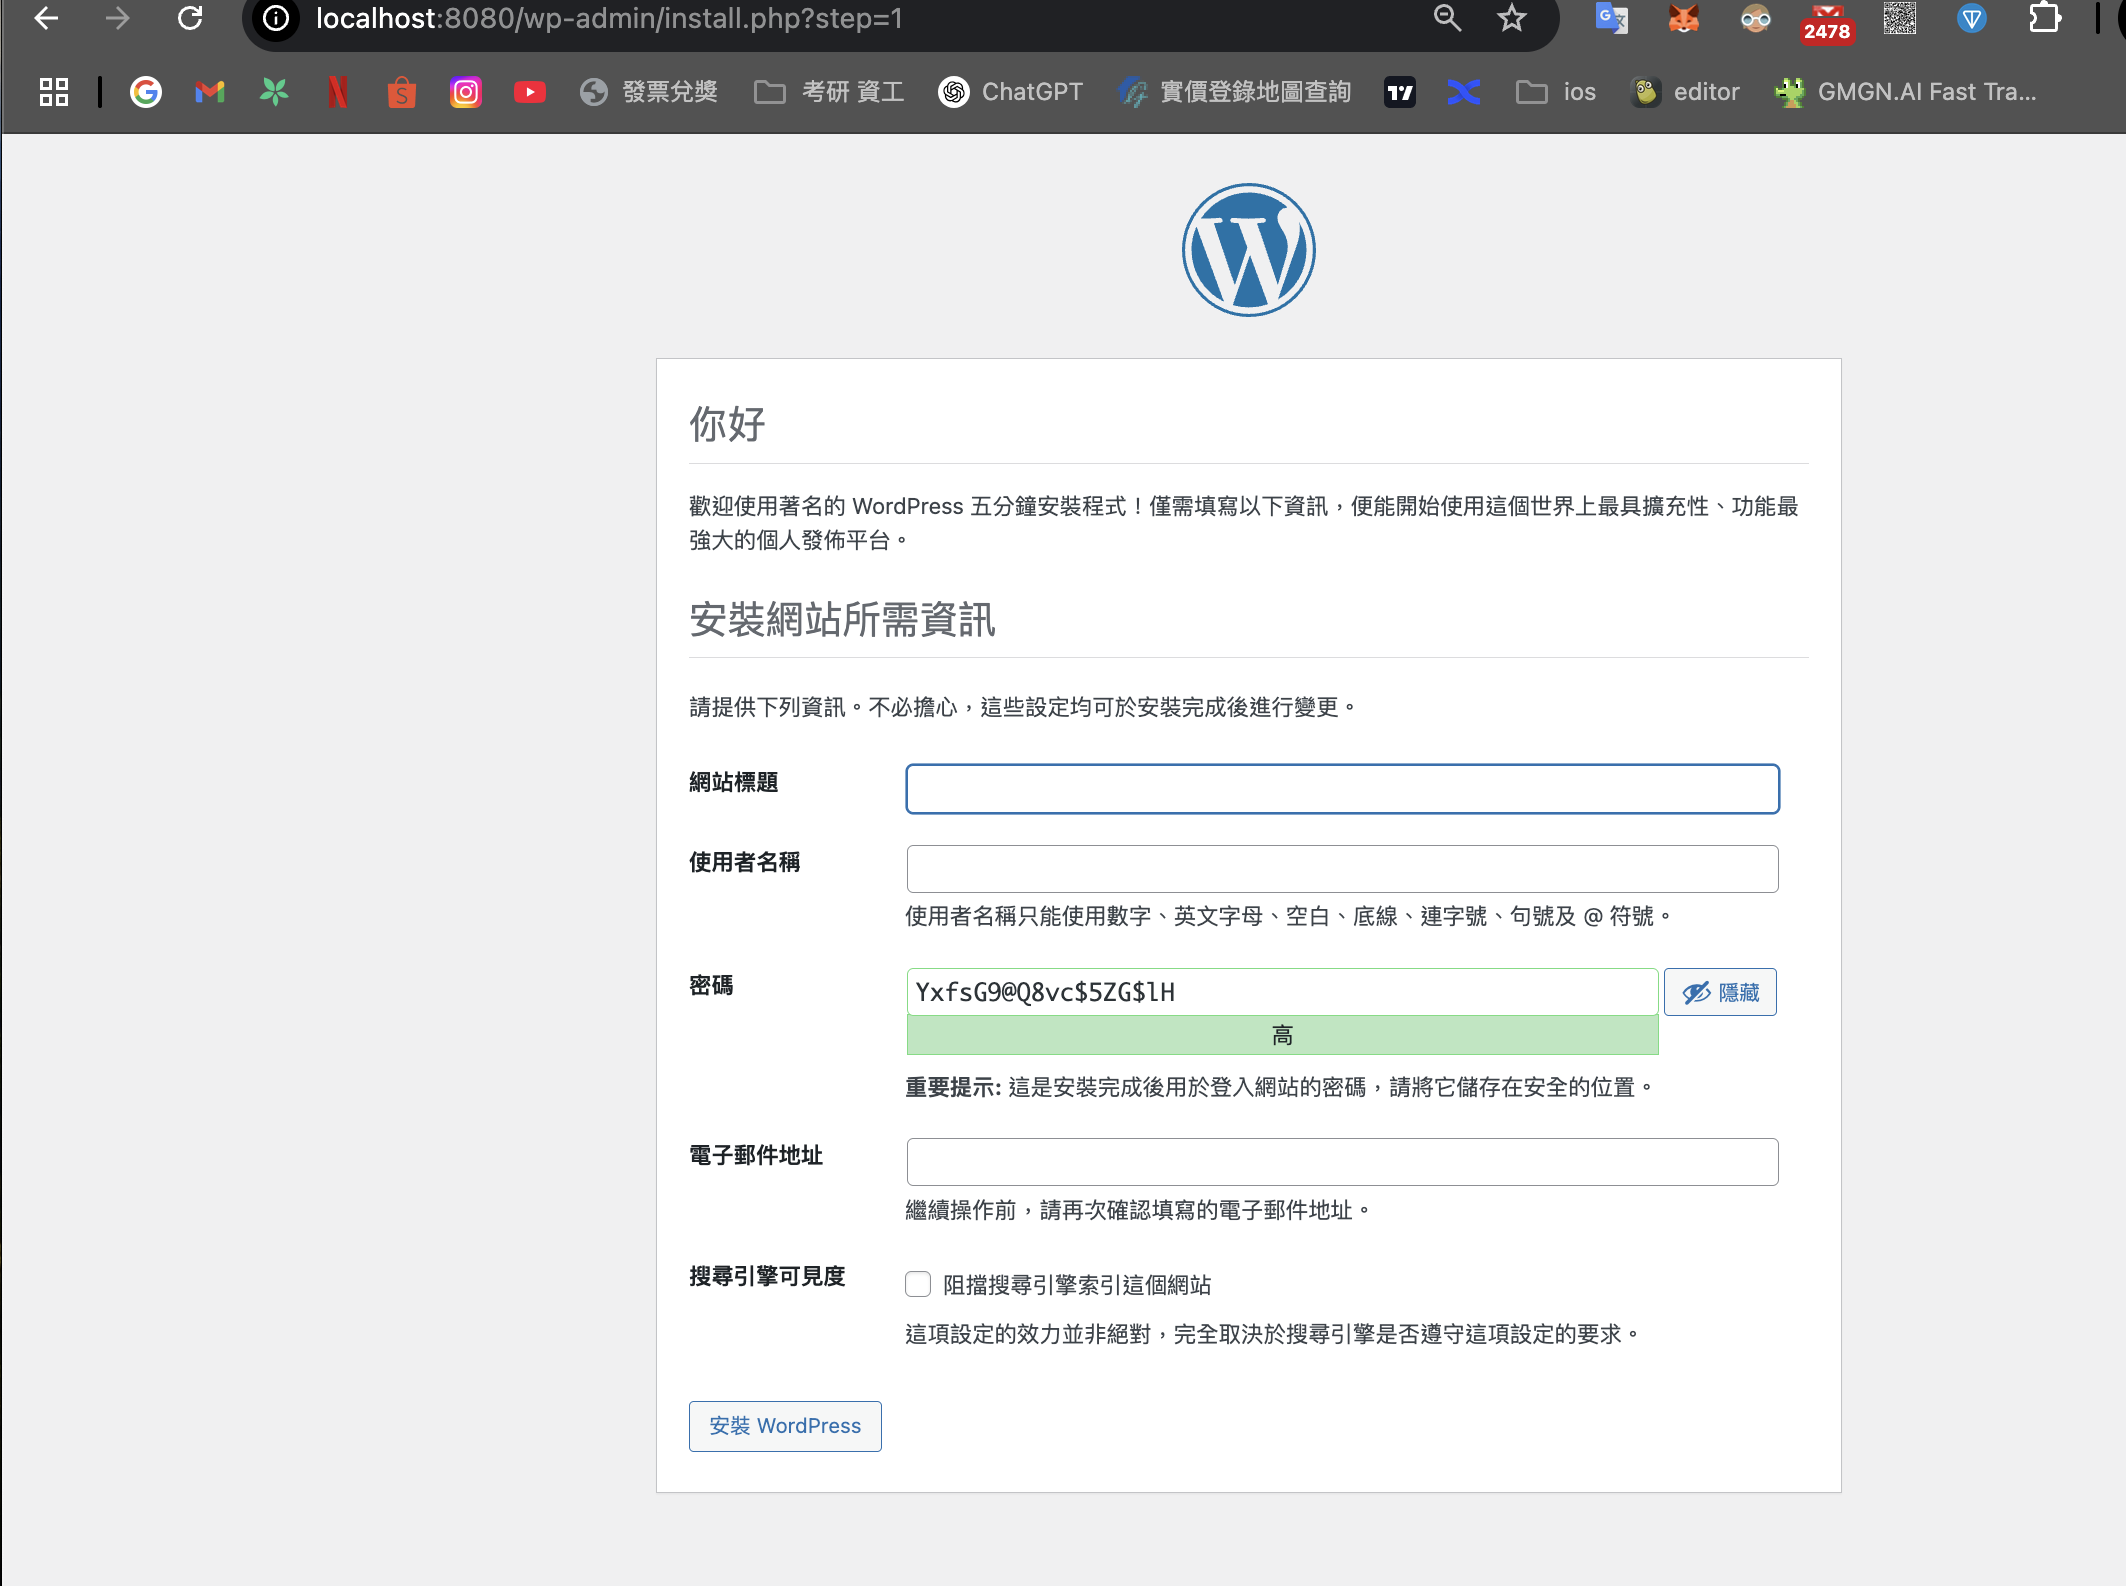 localhost:8080/wp-admin/install.php?step=1
2478
發票兌獎
考研 資工
ChatGPT
實價登錄地圖查詢
ios
editor
GMGN.AI Fast Tra...
你好
歡迎使用著名的 WordPress 五分鐘安裝程式！僅需填寫以下資訊，便能開始使用這個世界上最具擴充性、功能最
強大的個人發佈平台。
安裝網站所需資訊
請提供下列資訊。不必擔心，這些設定均可於安裝完成後進行變更。
網站標題
使用者名稱
使用者名稱只能使用數字、英文字母、空白、底線、連字號、句號及 @ 符號。
密碼
YxfsG9@Q8vc$5ZG$lH
隱藏
高
重要提示: 這是安裝完成後用於登入網站的密碼，請將它儲存在安全的位置。
電子郵件地址
繼續操作前，請再次確認填寫的電子郵件地址。
搜尋引擎可見度
阻擋搜尋引擎索引這個網站
這項設定的效力並非絕對，完全取決於搜尋引擎是否遵守這項設定的要求。
安裝 WordPress